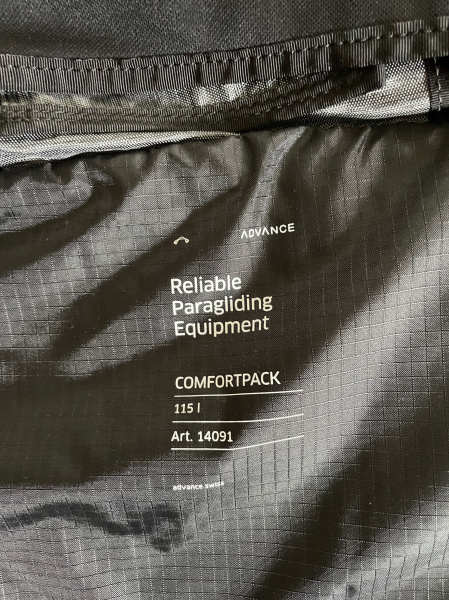 ADVANCE
Reliable
Paragliding
Equipment
COMFORTPACK
115 l
Art. 14091
advance swiss